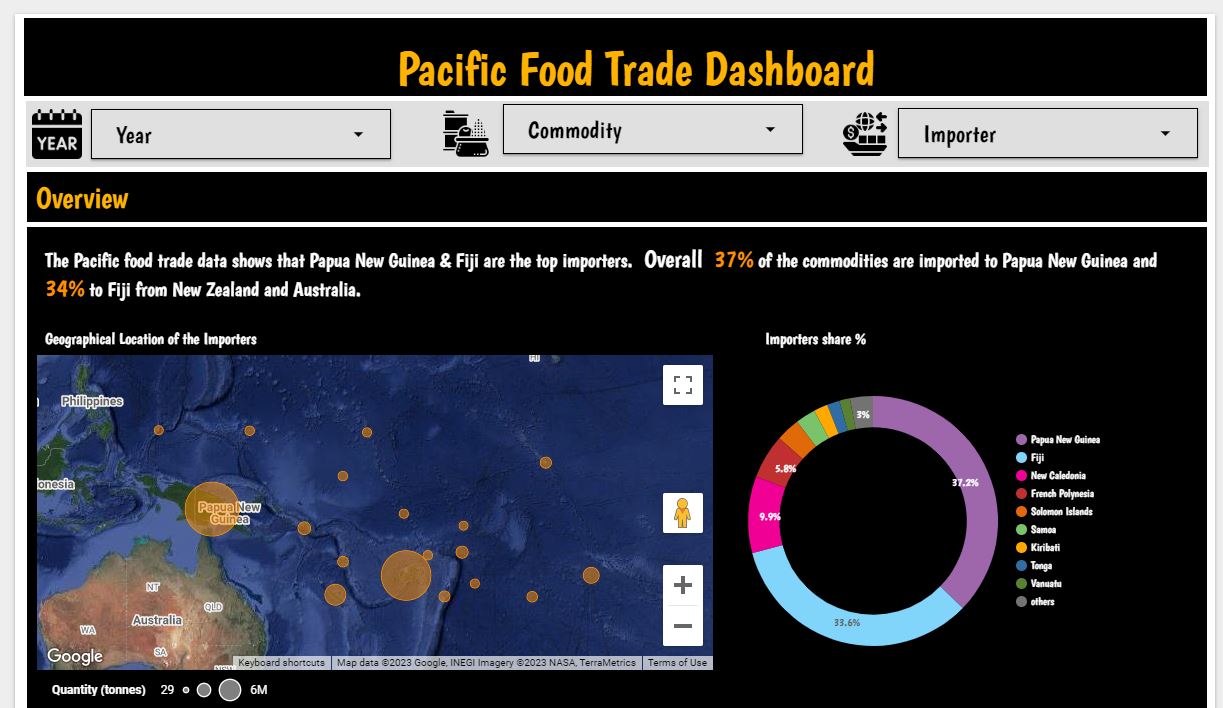 Pacific Food Trade Dashboard
YEAR
Year
Commodity
$
Importer
Overview
The Pacific food trade data shows that Papua New Guinea & Fiji are the top importers. Overall 37% of the commodities are imported to Papua New Guinea and
34% to Fiji from New Zealand and Australia.
Geographical Location of the Importers
Importers share %
HI
Philippines
onesia
Papua New
Guinea
NT
QLD
Australia
WA
SA
NSW
Google
Keyboard shortcuts
Map data ©2023 Google, INEGI Imagery ©2023 NASA, TerraMetrics
Terms of Use
Quantity (tonnes) 29 6M
3%
5.8%
9.9%
37.2%
33.6%
Papua New Guinea
Fiji
New Caledonia
French Polynesia
Solomon Islands
Samoa
Kiribati
Tonga
Vanuatu
others